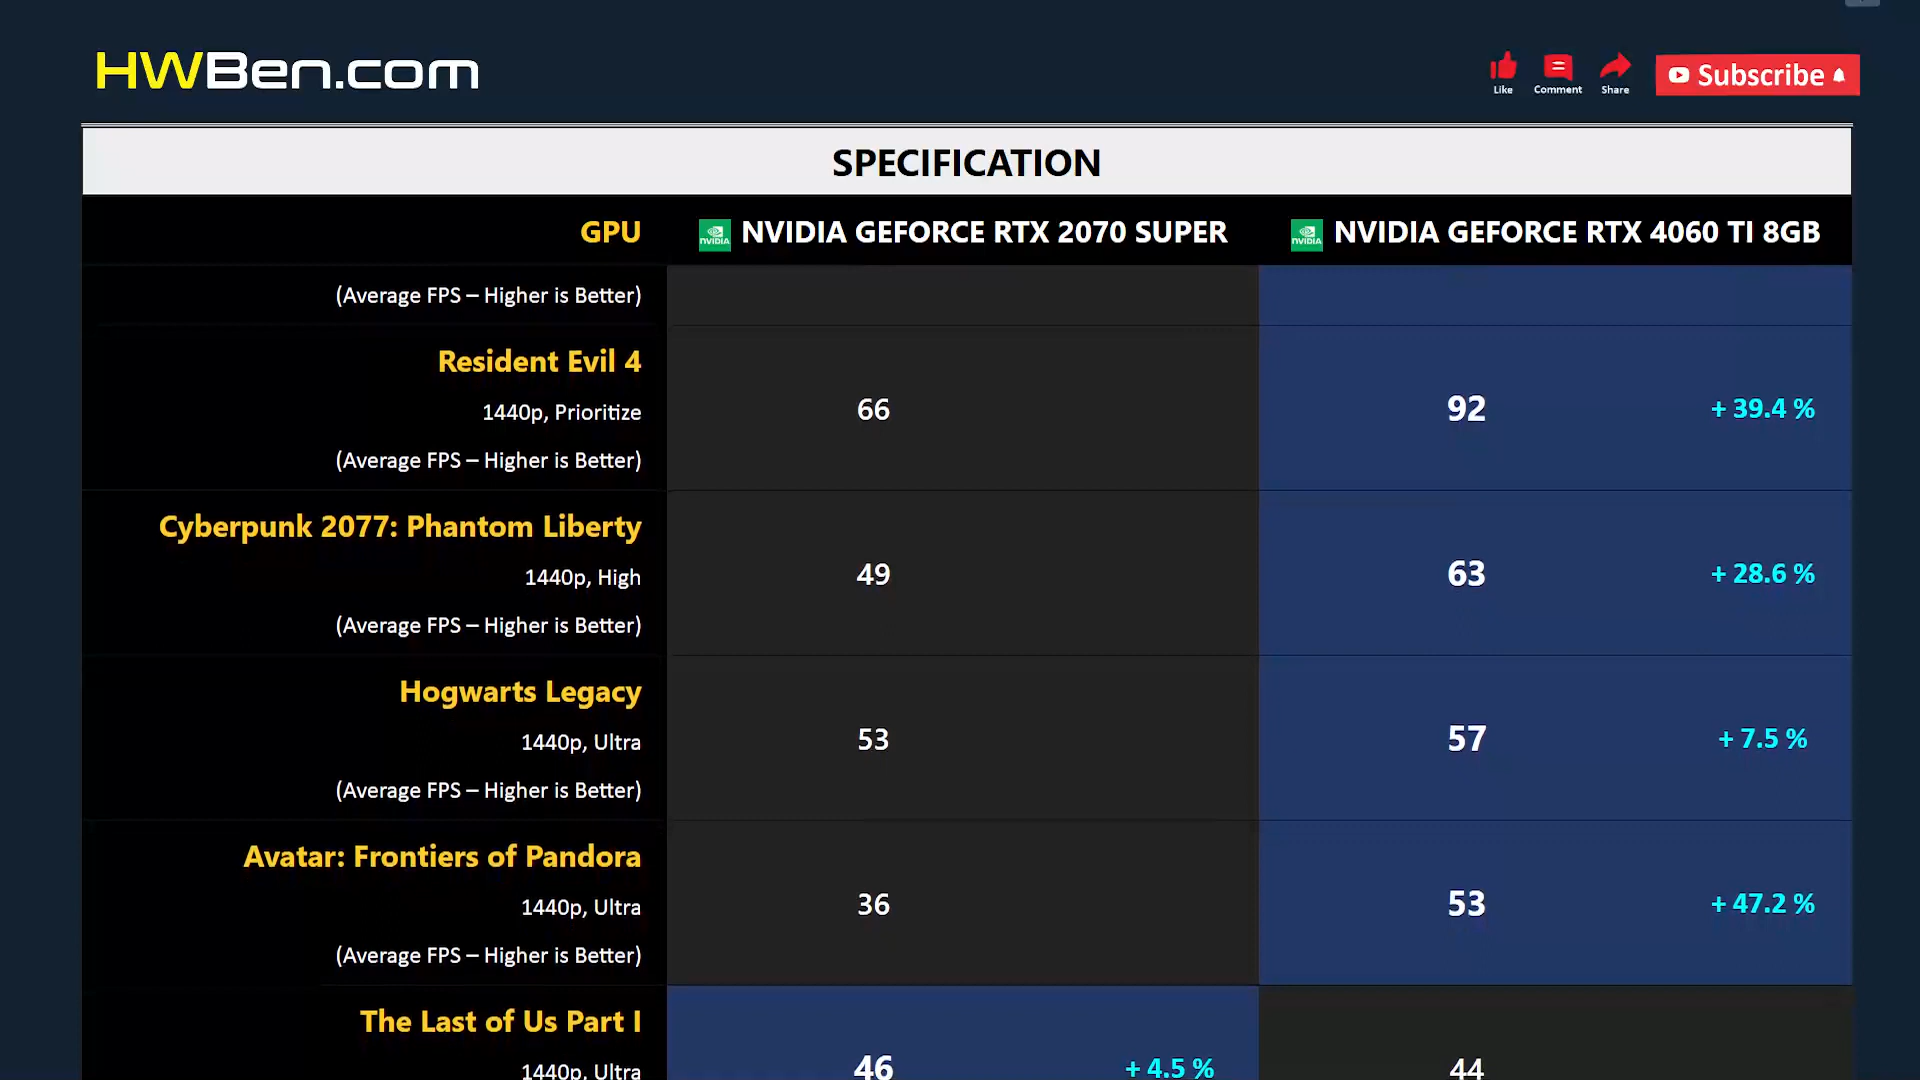 HWBen.com
Like
Comment
Share
Subscribe
SPECIFICATION
GPU NVIDIA NVIDIA GEFORCE RTX 2070 SUPER NVIDIA NVIDIA GEFORCE RTX 4060 TI 8GB
(Average FPS – Higher is Better)
Resident Evil 4
1440p, Prioritize 66 92 + 39.4 %
(Average FPS – Higher is Better)
Cyberpunk 2077: Phantom Liberty
1440p, High 49 63 + 28.6 %
(Average FPS – Higher is Better)
Hogwarts Legacy
1440p, Ultra 53 57 + 7.5 %
(Average FPS – Higher is Better)
Avatar: Frontiers of Pandora
1440p, Ultra 36 53 + 47.2 %
(Average FPS – Higher is Better)
The Last of Us Part I
1440p, Ultra 46 + 4.5 % 44